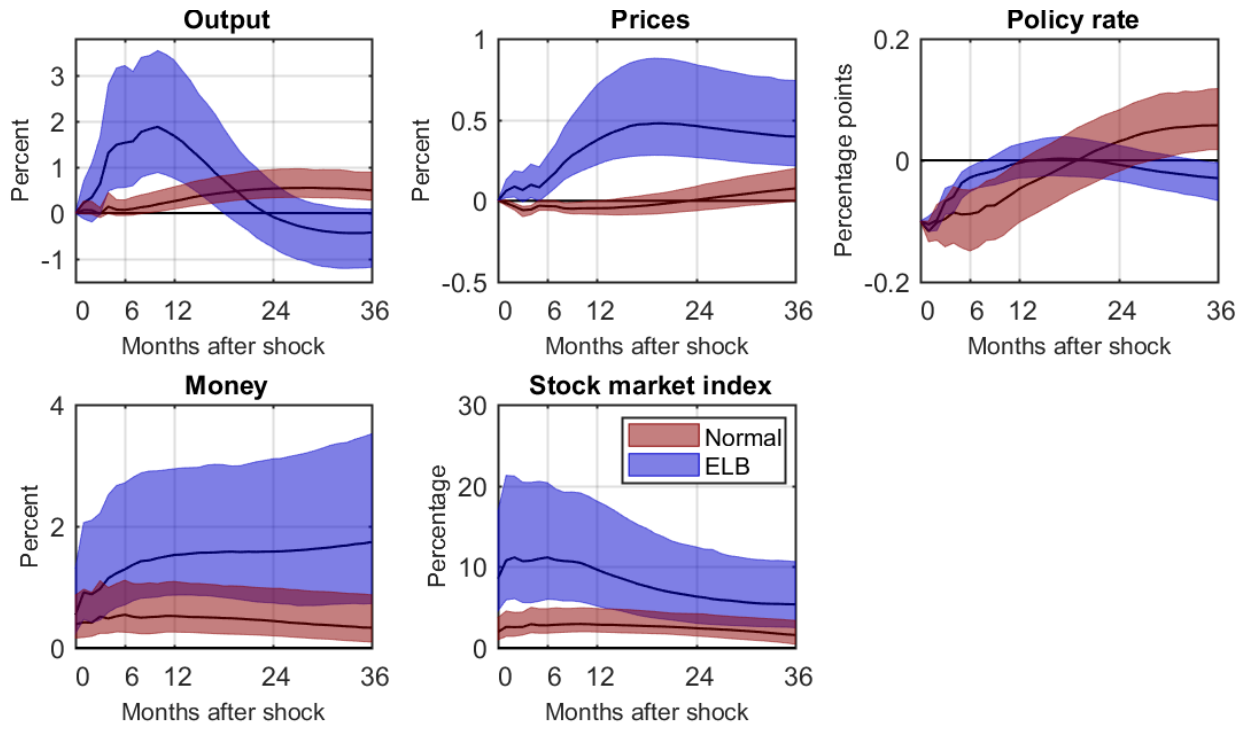 Output
Percent
3
2
1
0
-1
0 6 12 24 36
Months after shock
Prices
Percent
1
0.5
0
-0.5
0 6 12 24 36
Months after shock
Policy rate
Percentage points
0.2
0
-0.2
0 6 12 24 36
Months after shock
Money
Percent
4
2
0
0 6 12 24 36
Months after shock
Stock market index
Percentage
30
20
10
0
Normal
ELB
0 6 12 24 36
Months after shock